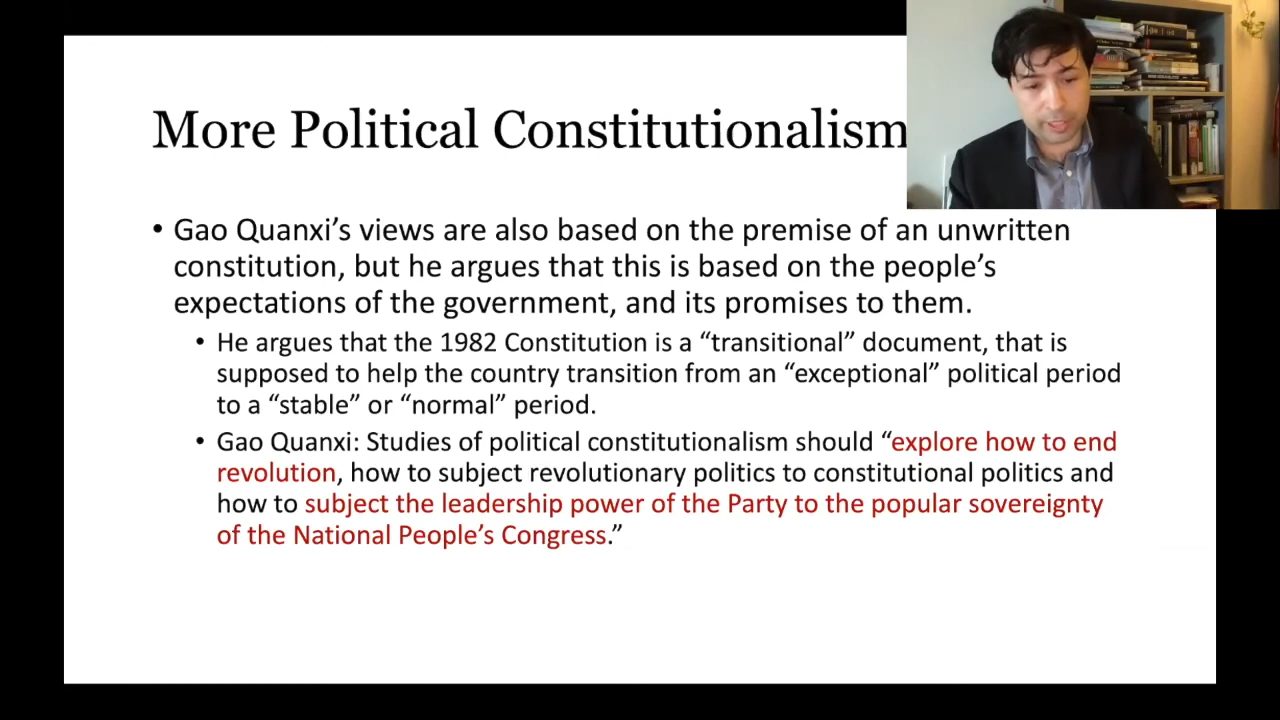 More Political Constitutionalism
• Gao Quanxi’s views are also based on the premise of an unwritten
constitution, but he argues that this is based on the people’s
expectations of the government, and its promises to them.
• He argues that the 1982 Constitution is a “transitional” document, that is
supposed to help the country transition from an “exceptional” political period
to a “stable” or “normal” period.
• Gao Quanxi: Studies of political constitutionalism should “explore how to end
revolution, how to subject revolutionary politics to constitutional politics and
how to subject the leadership power of the Party to the popular sovereignty
of the National People’s Congress.”